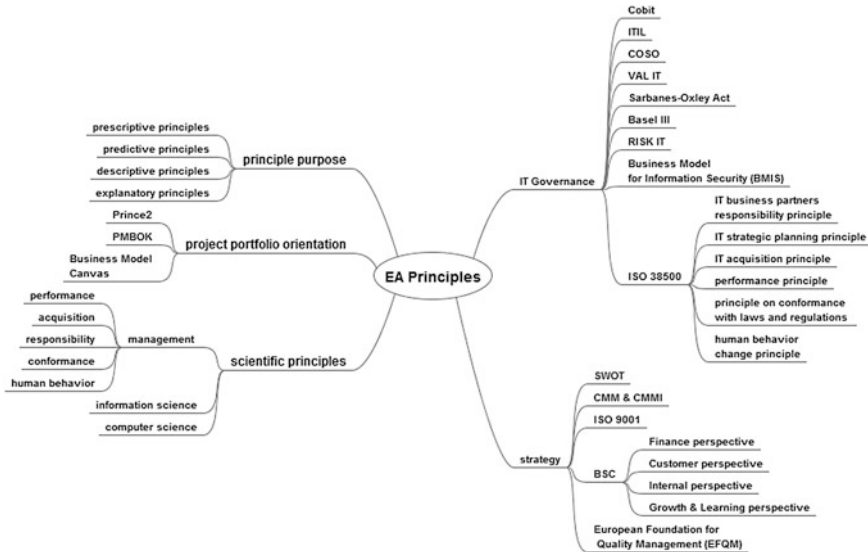 prescriptive principles
predictive principles
descriptive principles
explanatory principles
principle purpose
Prince2
PMBOK
Business Model
Canvas
project portfolio orientation
performance
acquisition
responsibility
conformance
human behavior
management
information science
computer science
scientific principles
EA Principles
IT Governance
Cobit
ITIL
COSO
VAL IT
Sarbanes-Oxley Act
Basel III
RISK IT
Business Model
for Information Security (BMIS)
ISO 38500
IT business partners
responsibility principle
IT strategic planning principle
IT acquisition principle
performance principle
principle on conformance
with laws and regulations
human behavior
change principle
strategy
SWOT
CMM & CMMI
ISO 9001
BSC
Finance perspective
Customer perspective
Internal perspective
Growth & Learning perspective
European Foundation for
Quality Management (EFQM)